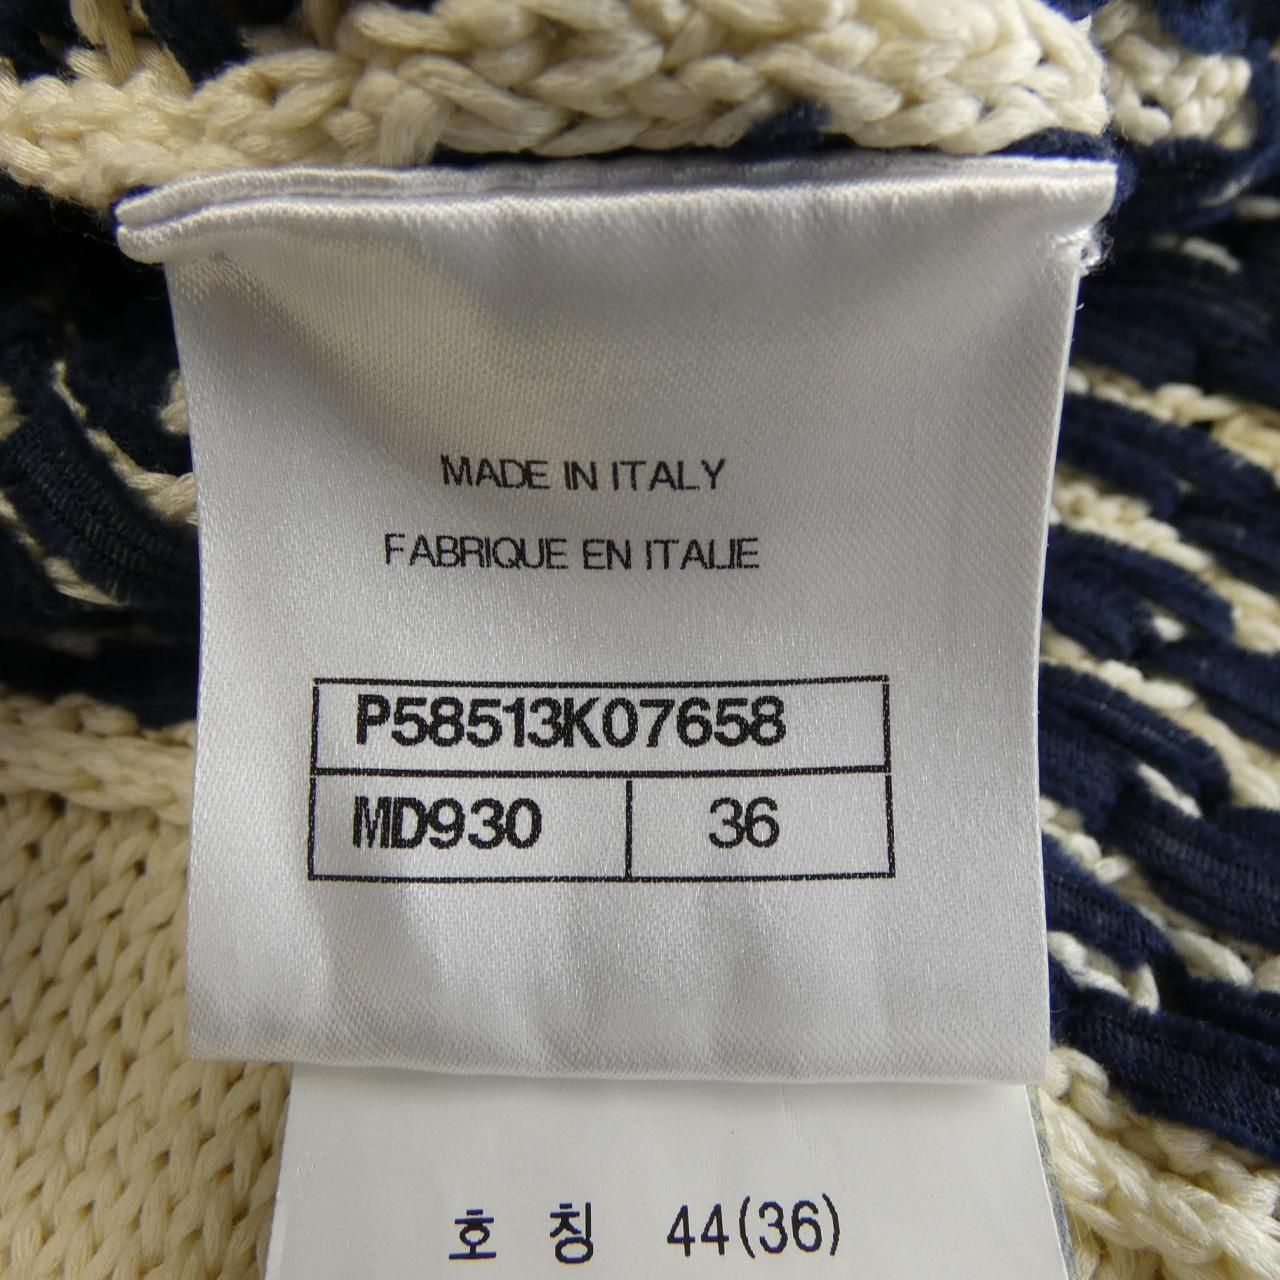 MADE IN ITALY
FABRIQUE EN ITALIE
P58513K07658
MD930 36
호 칭 44(36)